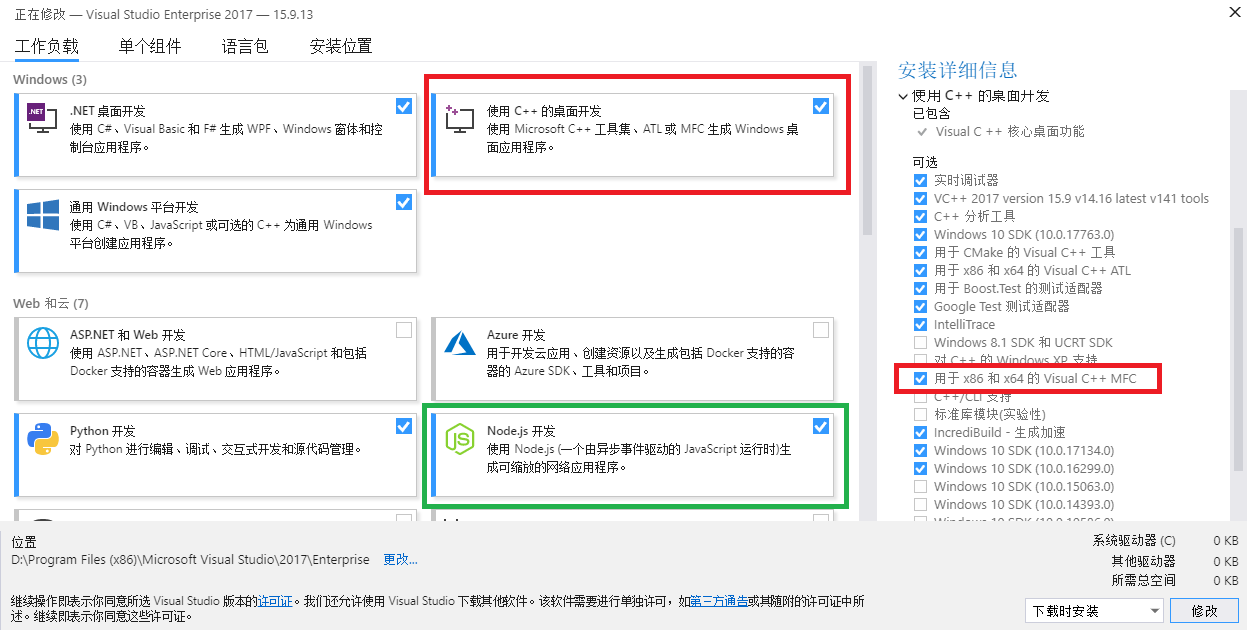 正在修改 — Visual Studio Enterprise 2017 — 15.9.13
工作负载 单个组件 语言包 安装位置
Windows (3)
.NET
.NET 桌面开发
使用 C#、Visual Basic 和 F# 生成 WPF、Windows 窗体和控
制台应用程序。
使用 C++ 的桌面开发
使用 Microsoft C++ 工具集、ATL 或 MFC 生成 Windows 桌
面应用程序。
通用 Windows 平台开发
使用 C#、VB、JavaScript 或可选的 C++ 为通用 Windows
平台创建应用程序。
Web 和云 (7)
ASP.NET 和 Web 开发
使用 ASP.NET、ASP.NET Core、HTML/JavaScript 和包括
Docker 支持的容器生成 Web 应用程序。
Azure 开发
用于开发云应用、创建资源以及生成包括 Docker 支持的容
器的 Azure SDK、工具和项目。
Python 开发
对 Python 进行编辑、调试、交互式开发和源代码管理。
JS
Node.js 开发
使用 Node.js (一个由异步事件驱动的 JavaScript 运行时)生
成可缩放的网络应用程序。
安装详细信息
使用 C++ 的桌面开发
已包含
Visual C ++ 核心桌面功能
可选
实时调试器
VC++ 2017 version 15.9 v14.16 latest v141 tools
C++ 分析工具
Windows 10 SDK (10.0.17763.0)
用于 CMake 的 Visual C++ 工具
用于 x86 和 x64 的 Visual C++ ATL
用于 Boost.Test 的测试适配器
Google Test 测试适配器
IntelliTrace
Windows 8.1 SDK 和 UCRT SDK
对 C++ 的 Windows XP 支持
用于 x86 和 x64 的 Visual C++ MFC
C++/CLI 支持
标准库模块(实验性)
IncrediBuild - 生成加速
Windows 10 SDK (10.0.17134.0)
Windows 10 SDK (10.0.16299.0)
Windows 10 SDK (10.0.15063.0)
Windows 10 SDK (10.0.14393.0)
Windows 10 SDK (10.0.10586.0)
位置
D:\Program Files (x86)\Microsoft Visual Studio\2017\Enterprise 更改...
继续操作即表示你同意所选 Visual Studio 版本的许可证。我们还允许使用 Visual Studio 下载其他软件。该软件需要进行单独许可，如第三方通告或其随附的许可证中所
述。继续即表示你同意这些许可证。
系统驱动器 (C) 0 KB
其他驱动器 0 KB
所需总空间 0 KB
下载时安装 修改